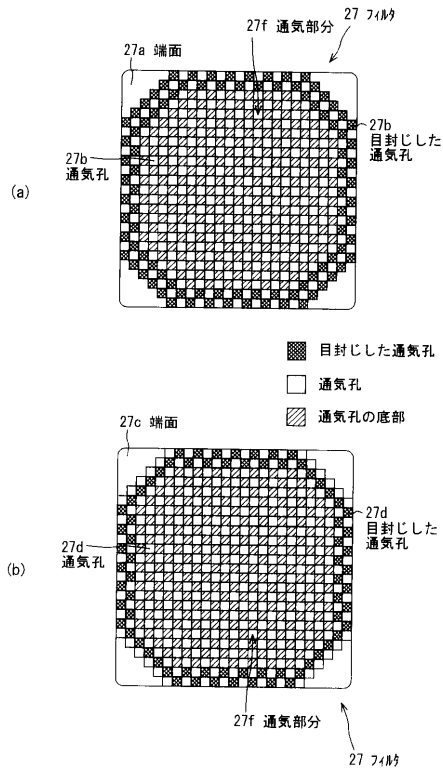 27a 端面
27f 通気部分
27 フィルタ
27b
目封じした
通気孔
27b
通気孔
(a)
目封じした通気孔
通気孔
通気孔の底部
27c 端面
27d
目封じした
通気孔
27d
通気孔
(b)
27f 通気部分
27 フィルタ